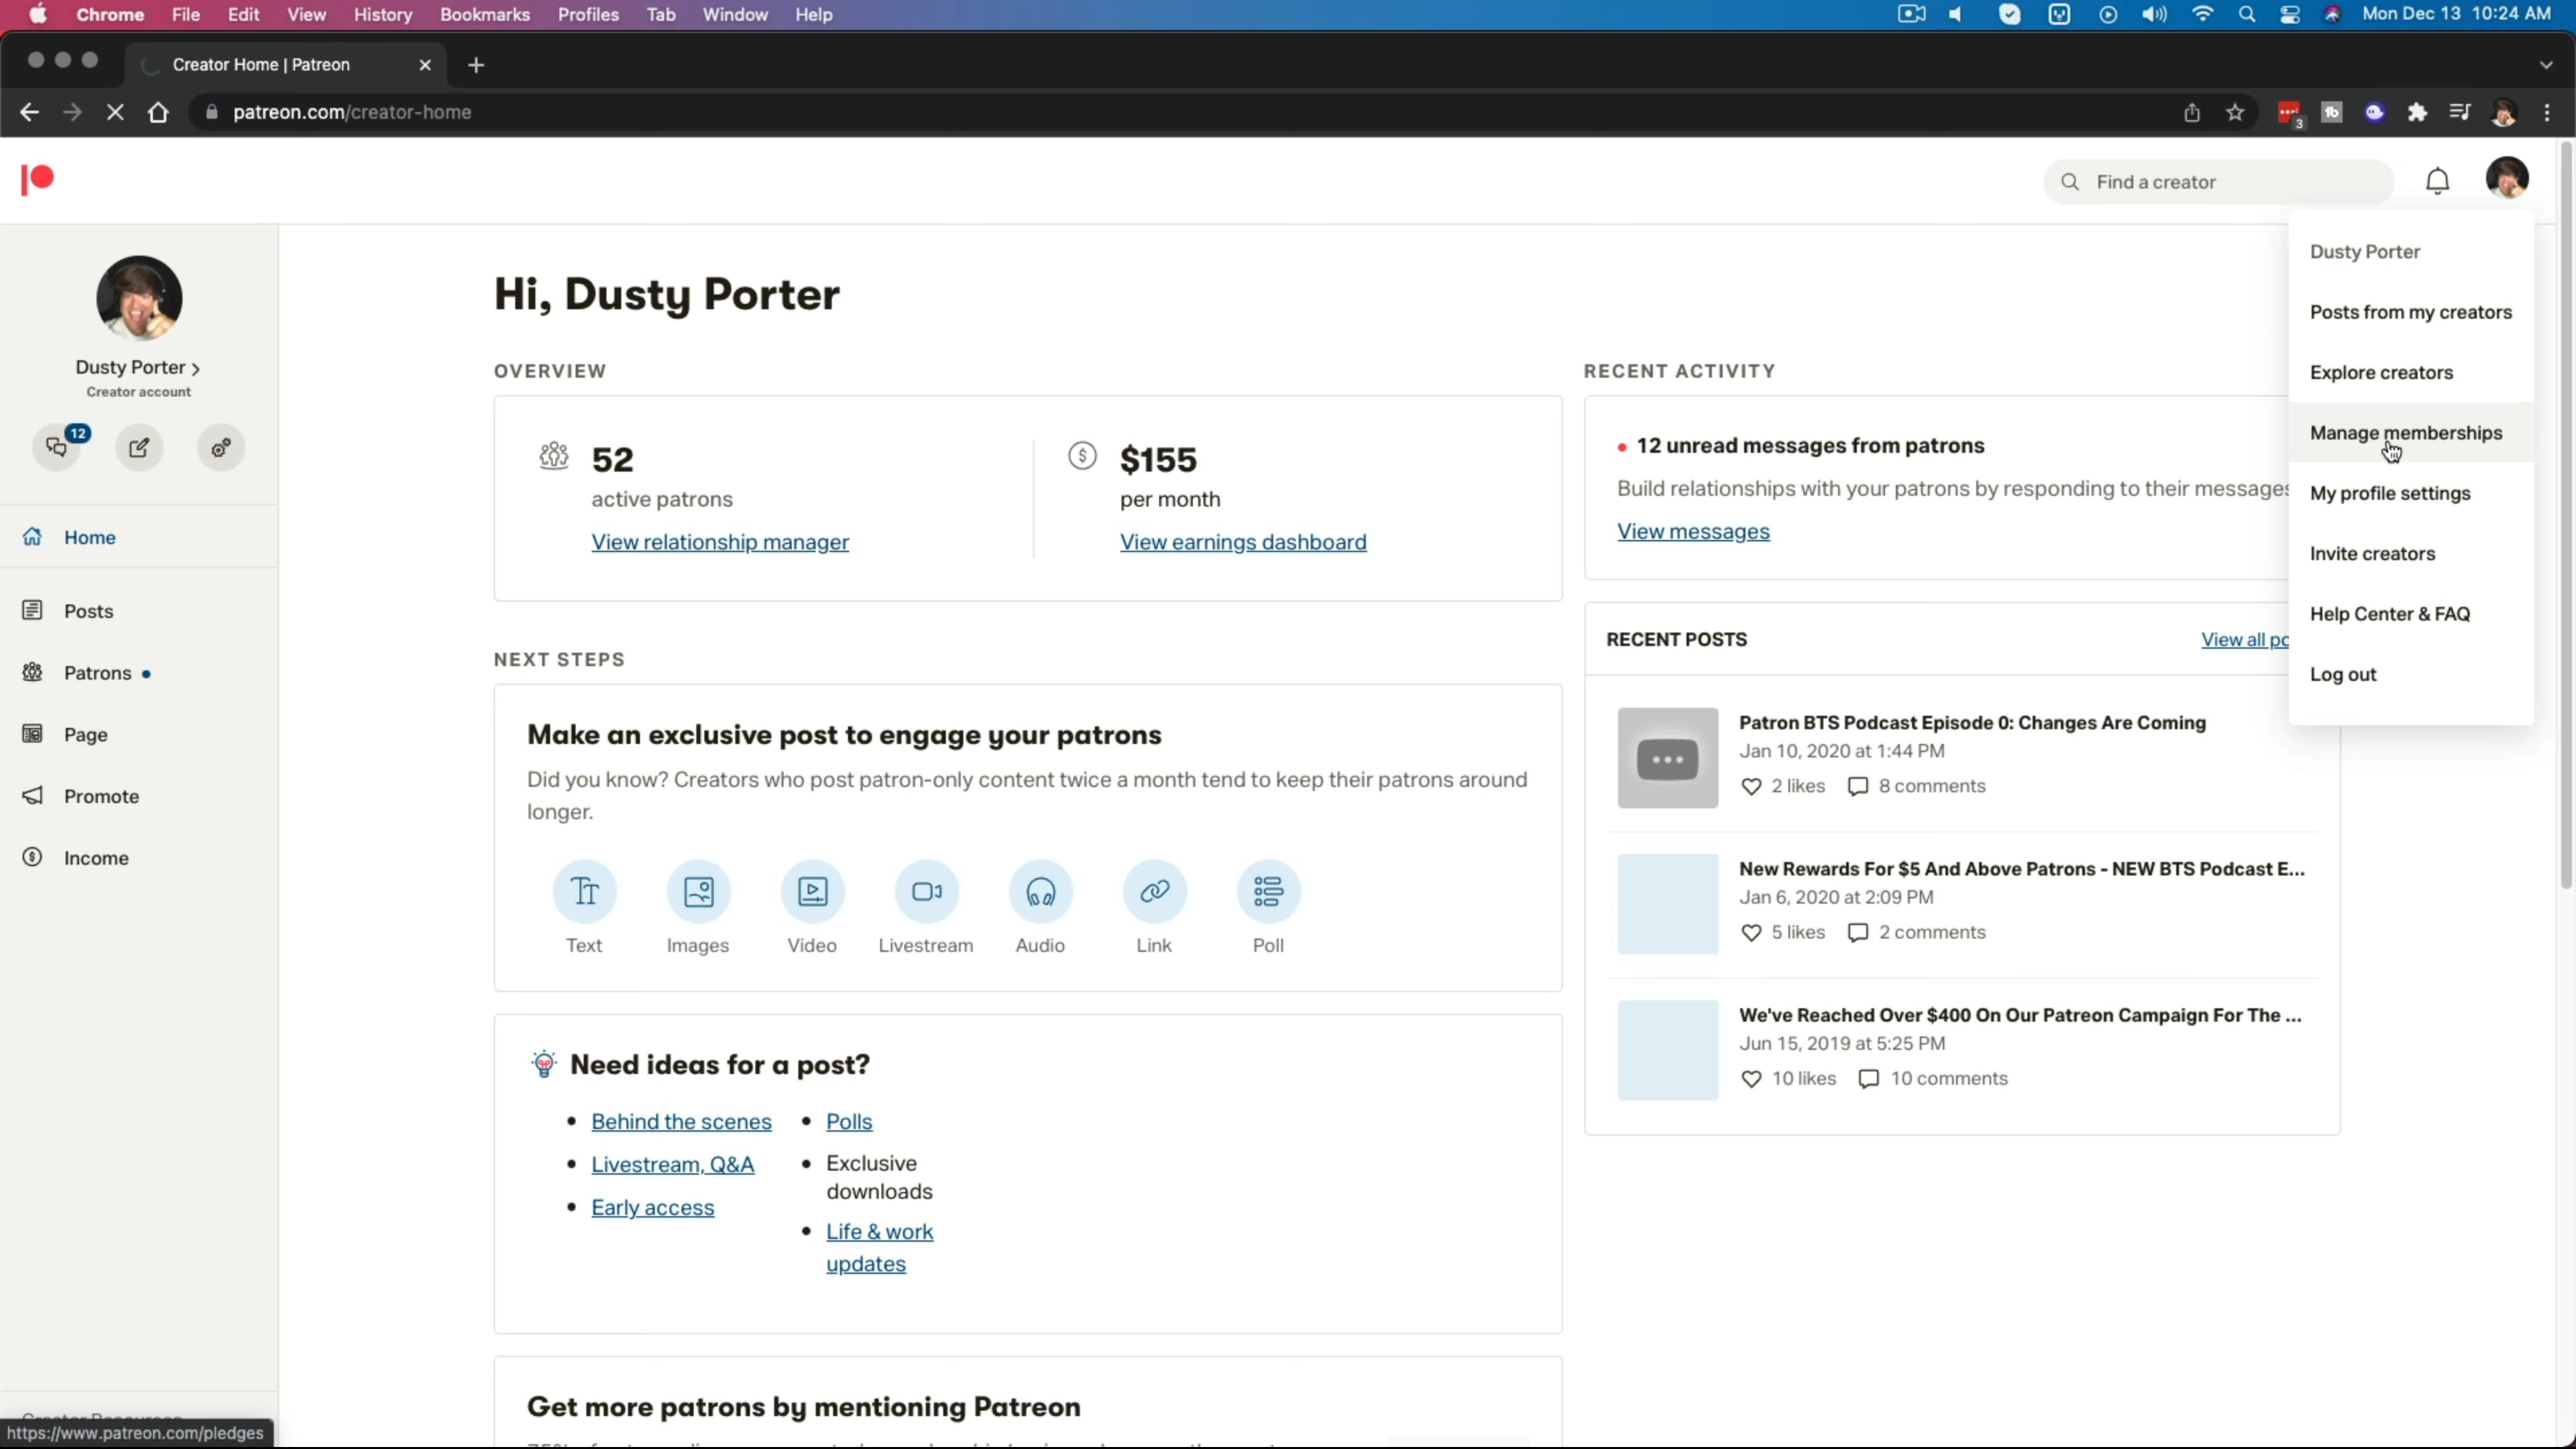 Chrome File Edit View History Bookmarks Profiles Tab Window Help Mon Dec 13 10:24 AM
Creator Home | Patreon
patreon.com/creator-home
3
Find a creator
Dusty Porter
Creator account
12
Home
Posts
Patrons
Page
Promote
Income
Hi, Dusty Porter
OVERVIEW
52
active patrons
View relationship manager
$155
per month
View earnings dashboard
NEXT STEPS
Make an exclusive post to engage your patrons
Did you know? Creators who post patron-only content twice a month tend to keep their patrons around
longer.
Text Images Video Livestream Audio Link Poll
Need ideas for a post?
Behind the scenes
Livestream, Q&A
Early access
Polls
Exclusive
downloads
Life & work
updates
Get more patrons by mentioning Patreon
RECENT ACTIVITY
12 unread messages from patrons
Build relationships with your patrons by responding to their messages
View messages
RECENT POSTS
View all po
Patron BTS Podcast Episode 0: Changes Are Coming
Jan 10, 2020 at 1:44 PM
2 likes 8 comments
New Rewards For $5 And Above Patrons - NEW BTS Podcast E...
Jan 6, 2020 at 2:09 PM
5 likes 2 comments
We've Reached Over $400 On Our Patreon Campaign For The ...
Jun 15, 2019 at 5:25 PM
10 likes 10 comments
Dusty Porter
Posts from my creators
Explore creators
Manage memberships
My profile settings
Invite creators
Help Center & FAQ
Log out
https://www.patreon.com/pledges